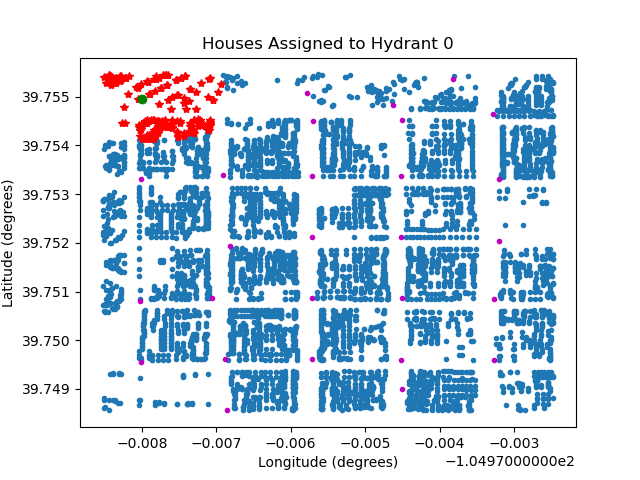 Houses Assigned to Hydrant 0
39.755
39.754
39.753
39.752
39.751
39.750
39.749
Latitude (degrees)
−0.008 −0.007 −0.006 −0.005 −0.004 −0.003
Longitude (degrees)
−1.0497000000e2